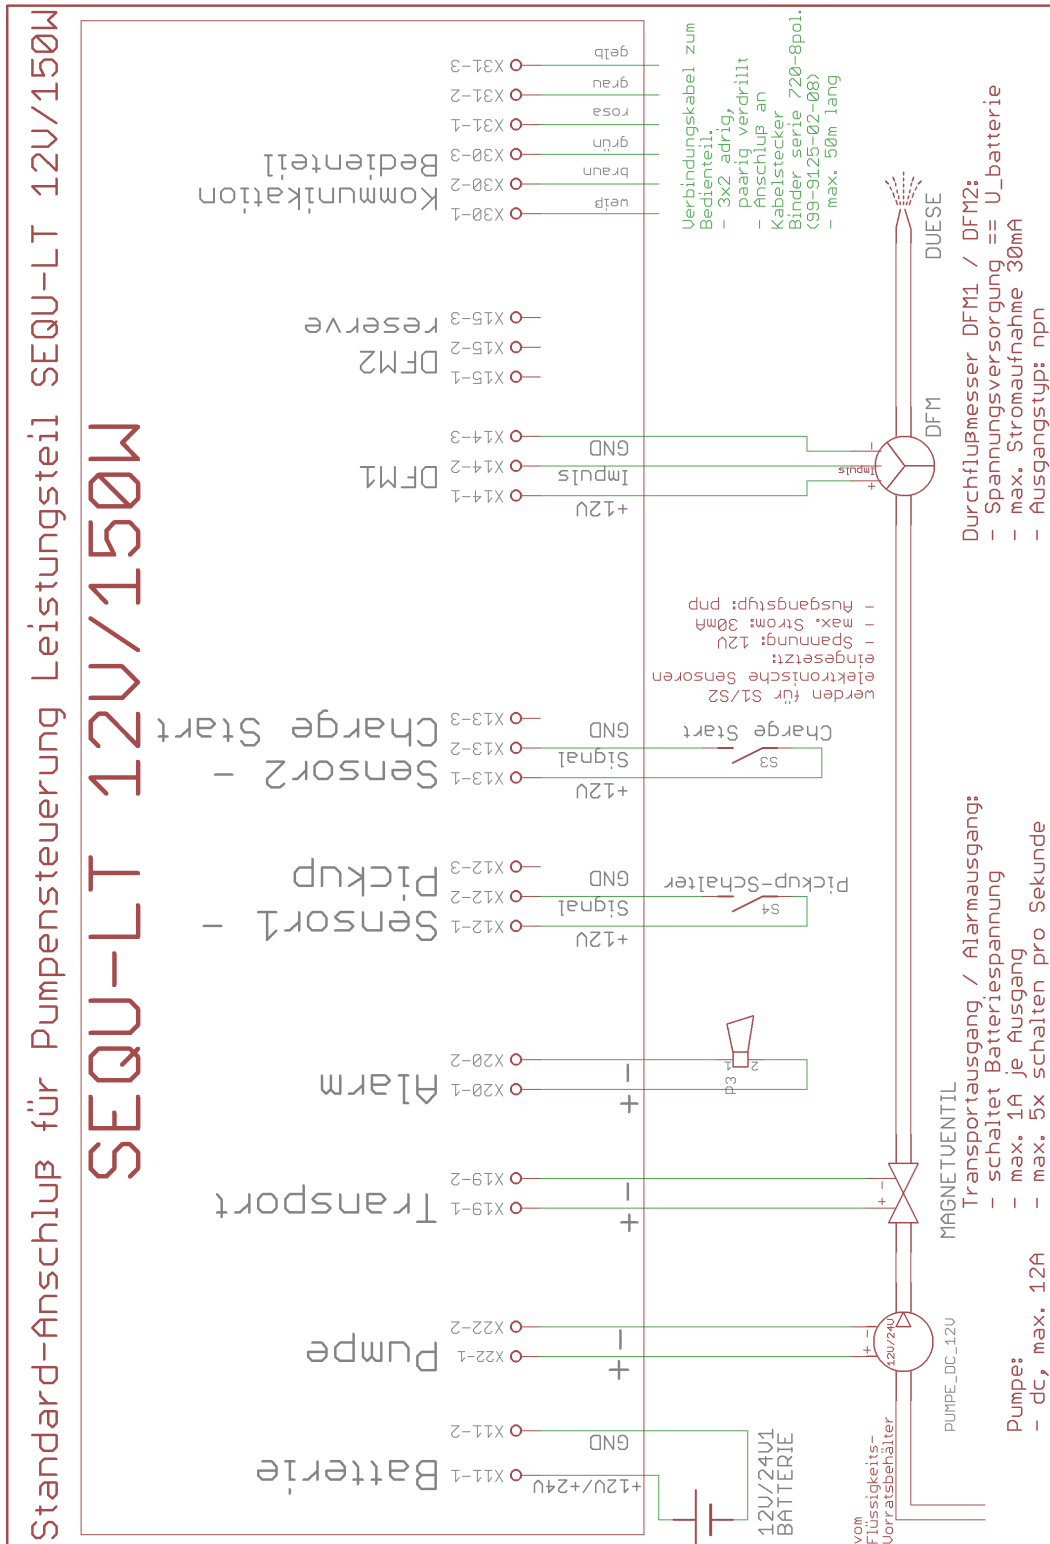 Standard-Anschluß für Pumpensteuerung Leistungsteil SEQU-LT 12V/150W
SEQU-LT 12V/150W
Batterie
X11-1
X11-2
+12V/+24V
GND
12V/24V1
BATTERIE
Pumpe
X22-1
X22-2
+
-
+
-
12V/24V
PUMPE_DC_12V
vom
Flüssigkeits-
Vorratsbehälter
Pumpe:
- dc, max. 12A
Transport
X19-1
X19-2
+
-
+
-
MAGNETVENTIL
Alarm
X20-1
X20-2
+
-
P3
1
2
Transportausgang / Alarmausgang:
- schaltet Batteriespannung
- max. 1A je Ausgang
- max. 5x schalten pro Sekunde
Sensor1 -
Pickup
X12-1
X12-2
X12-3
+12V
Signal
GND
S4
Pickup-Schalter
Sensor2 -
Charge Start
X13-1
X13-2
X13-3
+12V
Signal
GND
S3
Charge Start
werden für S1/S2
elektronische Sensoren
eingesetzt:
- Spannung: 12V
- max. Strom: 30mA
- Ausgangstyp: pnp
DFM1
X14-1
X14-2
X14-3
+12V
Impuls
GND
+
Impuls
-
DFM
DFM2
reserve
X15-1
X15-2
X15-3
DUESE
Durchflußmesser DFM1 / DFM2:
- Spannungsversorgung == U_batterie
- max. Stromaufnahme 30mA
- Ausgangstyp: npn
Kommunikation
Bedienteil
X30-1
X30-2
X30-3
X31-1
X31-2
X31-3
weiß
braun
grün
rosa
grau
gelb
Verbindungskabel zum
Bedienteil.
- 3x2 adrig,
paarig verdrillt
- Anschluß an
Kabelstecker
Binder serie 720-8pol.
(99-9125-02-08)
- max. 50m lang